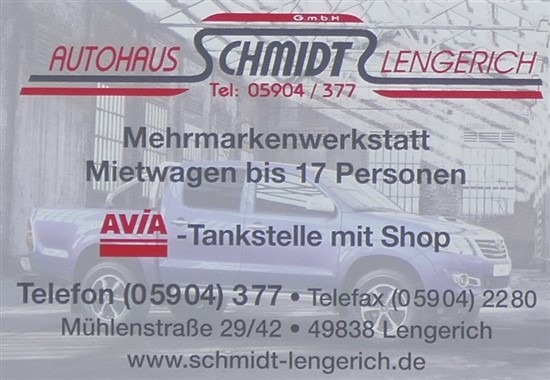 G.m.b.H
AUTOHAUS SCHMIDT LENGERICH
Tel: 05904 / 377
Mehrmarkenwerkstatt
Mietwagen bis 17 Personen
AVIA -Tankstelle mit Shop
Telefon (05904) 377 • Telefax (05904) 2280
Mühlenstraße 29/42 • 49838 Lengerich
www.schmidt-lengerich.de